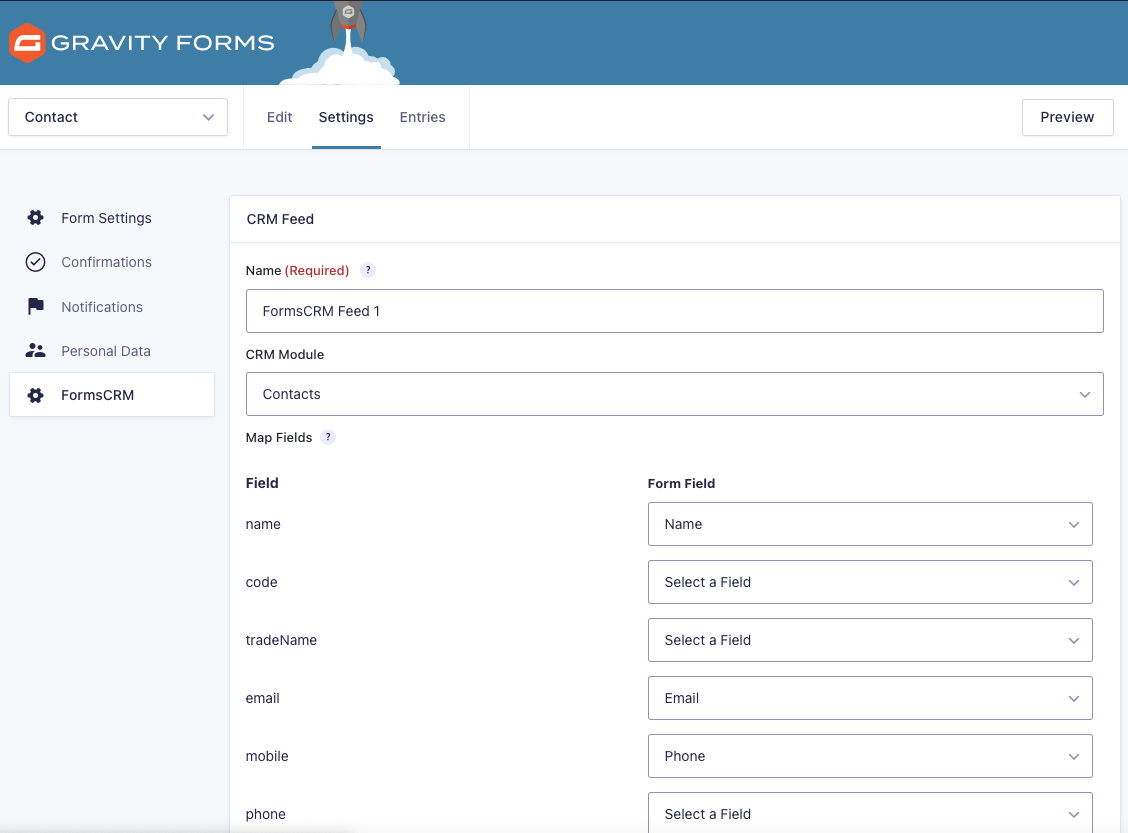 GRAVITY FORMS
Contact
Edit Settings Entries
Preview
Form Settings
Confirmations
Notifications
Personal Data
FormsCRM
CRM Feed
Name (Required) ?
FormsCRM Feed 1
CRM Module
Contacts
Map Fields ?
Field Form Field
name Name
code Select a Field
tradeName Select a Field
email Email
mobile Phone
phone Select a Field